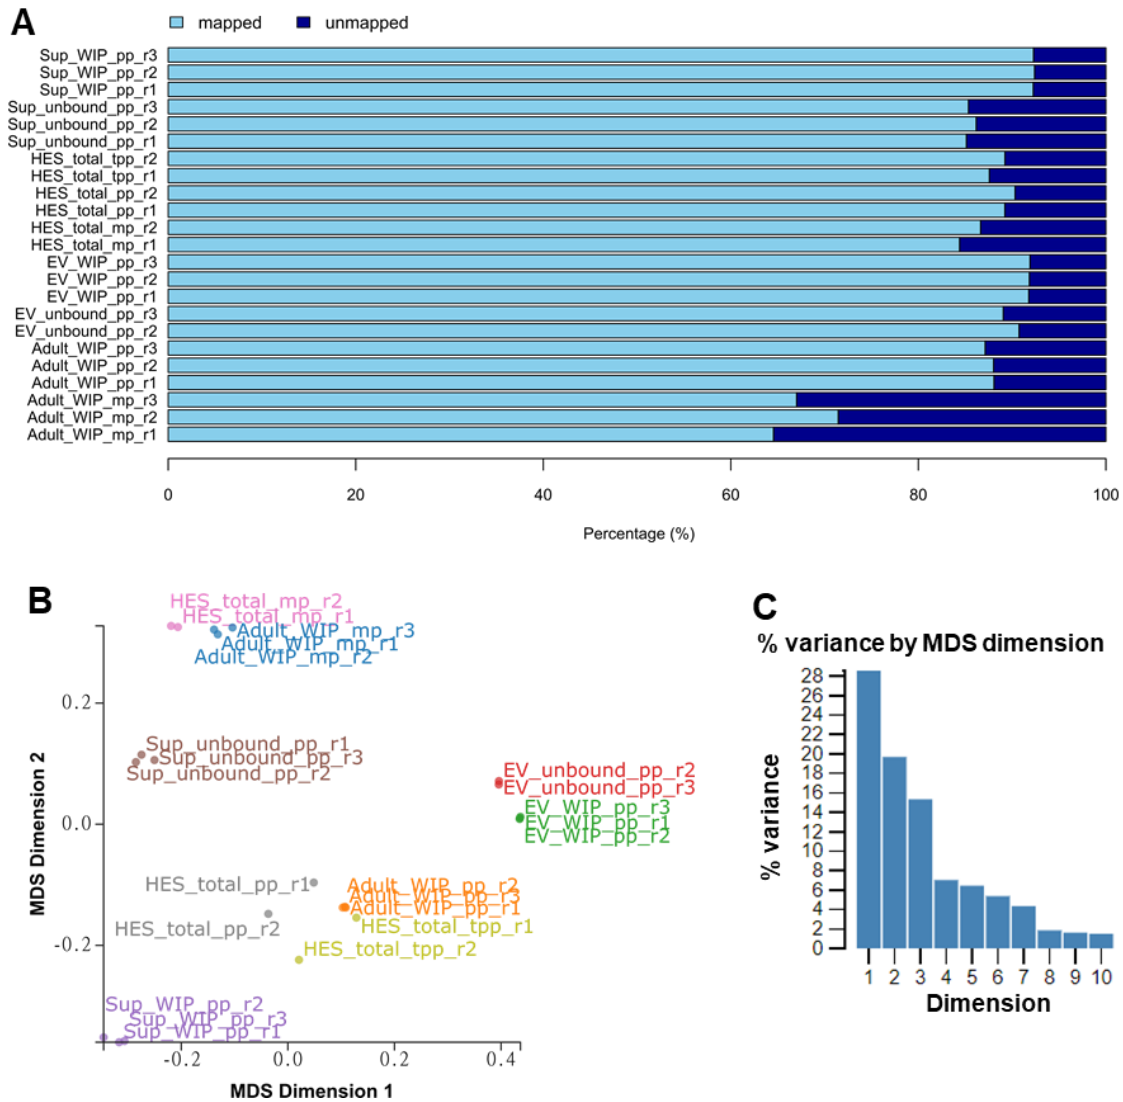 A
mapped unmapped
Sup_WIP_pp_r3
Sup_WIP_pp_r2
Sup_WIP_pp_r1
Sup_unbound_pp_r3
Sup_unbound_pp_r2
Sup_unbound_pp_r1
HES_total_tpp_r2
HES_total_tpp_r1
HES_total_pp_r2
HES_total_pp_r1
HES_total_mp_r2
HES_total_mp_r1
EV_WIP_pp_r3
EV_WIP_pp_r2
EV_WIP_pp_r1
EV_unbound_pp_r3
EV_unbound_pp_r2
Adult_WIP_pp_r3
Adult_WIP_pp_r2
Adult_WIP_pp_r1
Adult_WIP_mp_r3
Adult_WIP_mp_r2
Adult_WIP_mp_r1
0 20 40 60 80 100
Percentage (%)
B
HES_total_mp_r2
HES_total_mp_r1
Adult_WIP_mp_r3
Adult_WIP_mp_r1
Adult_WIP_mp_r2
0.2
Sup_unbound_pp_r1
Sup_unbound_pp_r3
Sup_unbound_pp_r2
EV_unbound_pp_r2
EV_unbound_pp_r3
EV_WIP_pp_r3
EV_WIP_pp_r1
EV_WIP_pp_r2
0.0
MDS Dimension 2
HES_total_pp_r1
Adult_WIP_pp_r2
Adult_WIP_pp_r3
Adult_WIP_pp_r1
HES_total_pp_r2
HES_total_tpp_r1
-0.2
HES_total_tpp_r2
Sup_WIP_pp_r2
Sup_WIP_pp_r3
Sup_WIP_pp_r1
-0.2 0.0 0.2 0.4
MDS Dimension 1
C
% variance by MDS dimension
28
26
24
22
20
18
16
14
12
10
8
6
4
2
0
% variance
1 2 3 4 5 6 7 8 9 10
Dimension